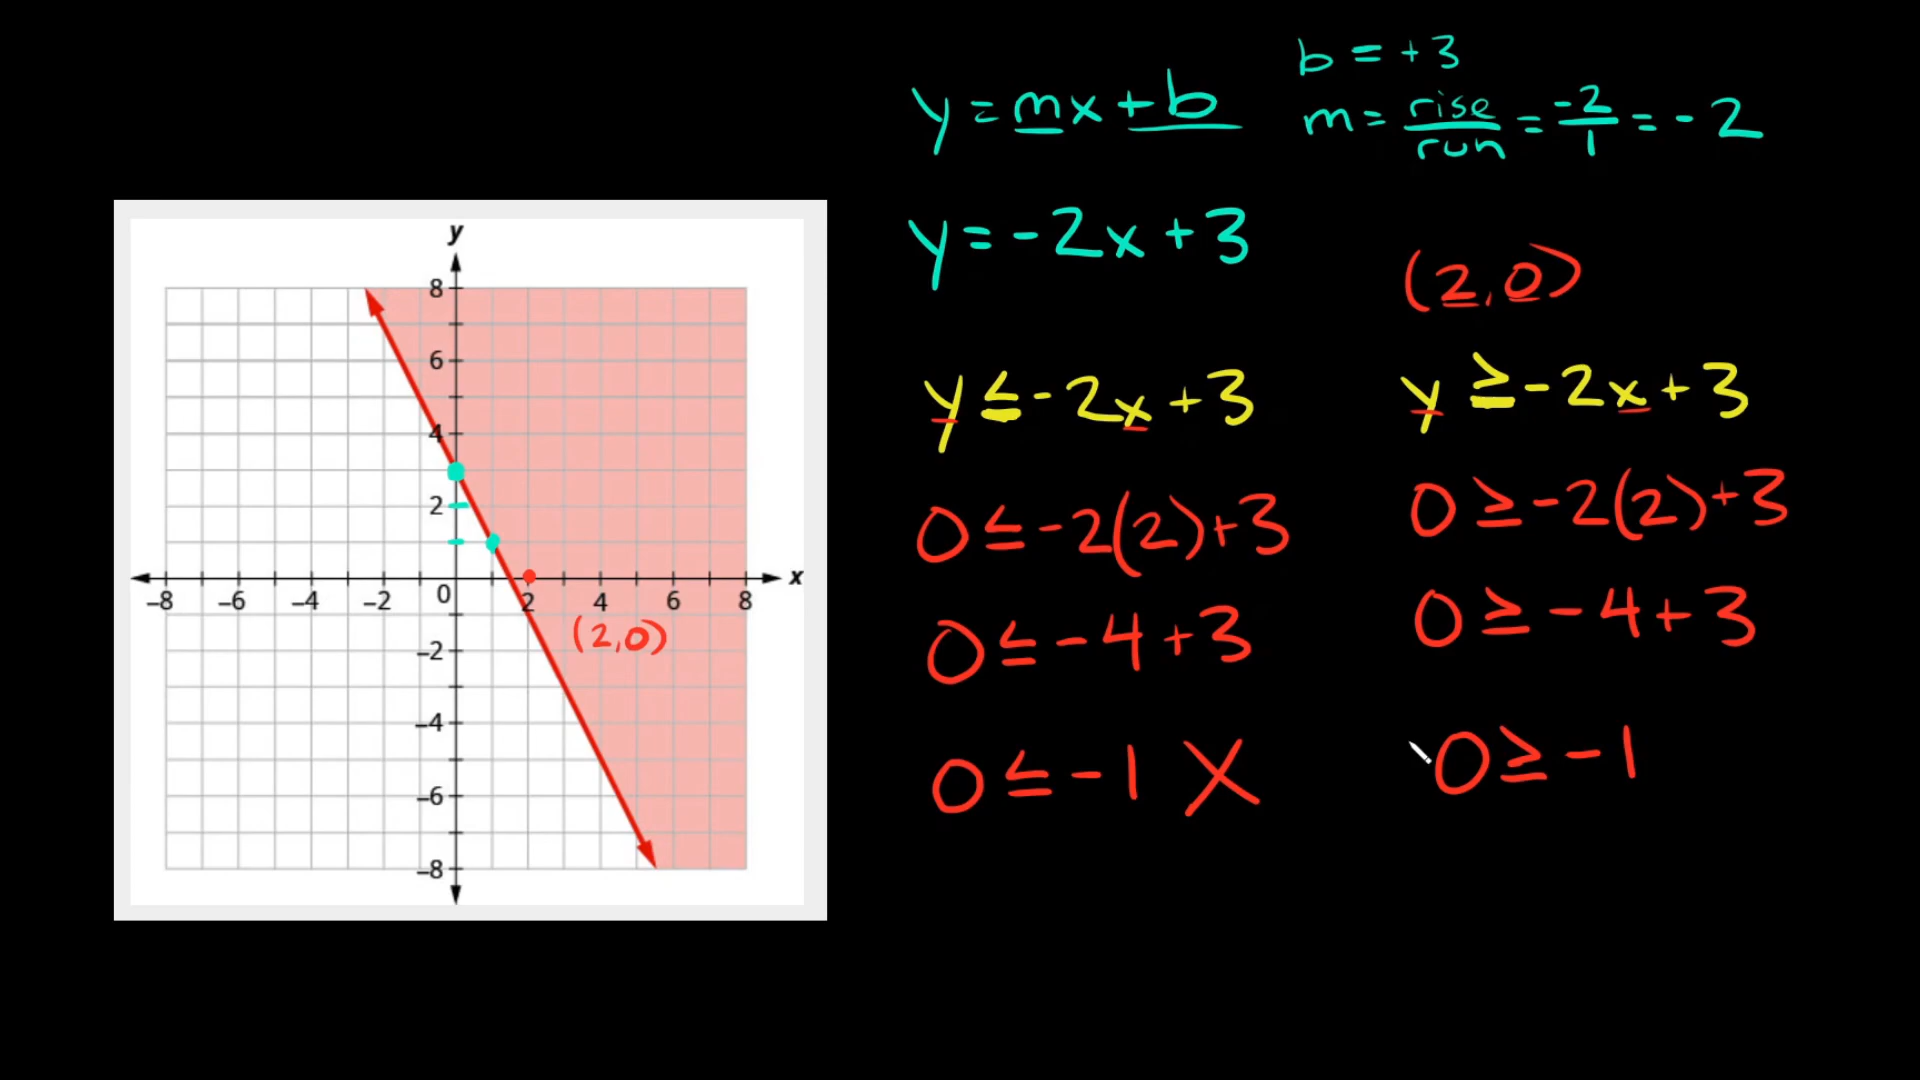 y = mx + b
b = +3
m = rise/run = -2/1 = -2
y = -2x + 3
(2,0)
y ≤ -2x + 3
y ≥ -2x + 3
0 ≤ -2(2)+3
0 ≥ -2(2)+3
0 ≤ -4+3
0 ≥ -4+3
0 ≤ -1 X
0 ≥ -1
y
8
6
4
2
–8 –6 –4 –2 0 2 4 6 8 x
(2,0)
–2
–4
–6
–8